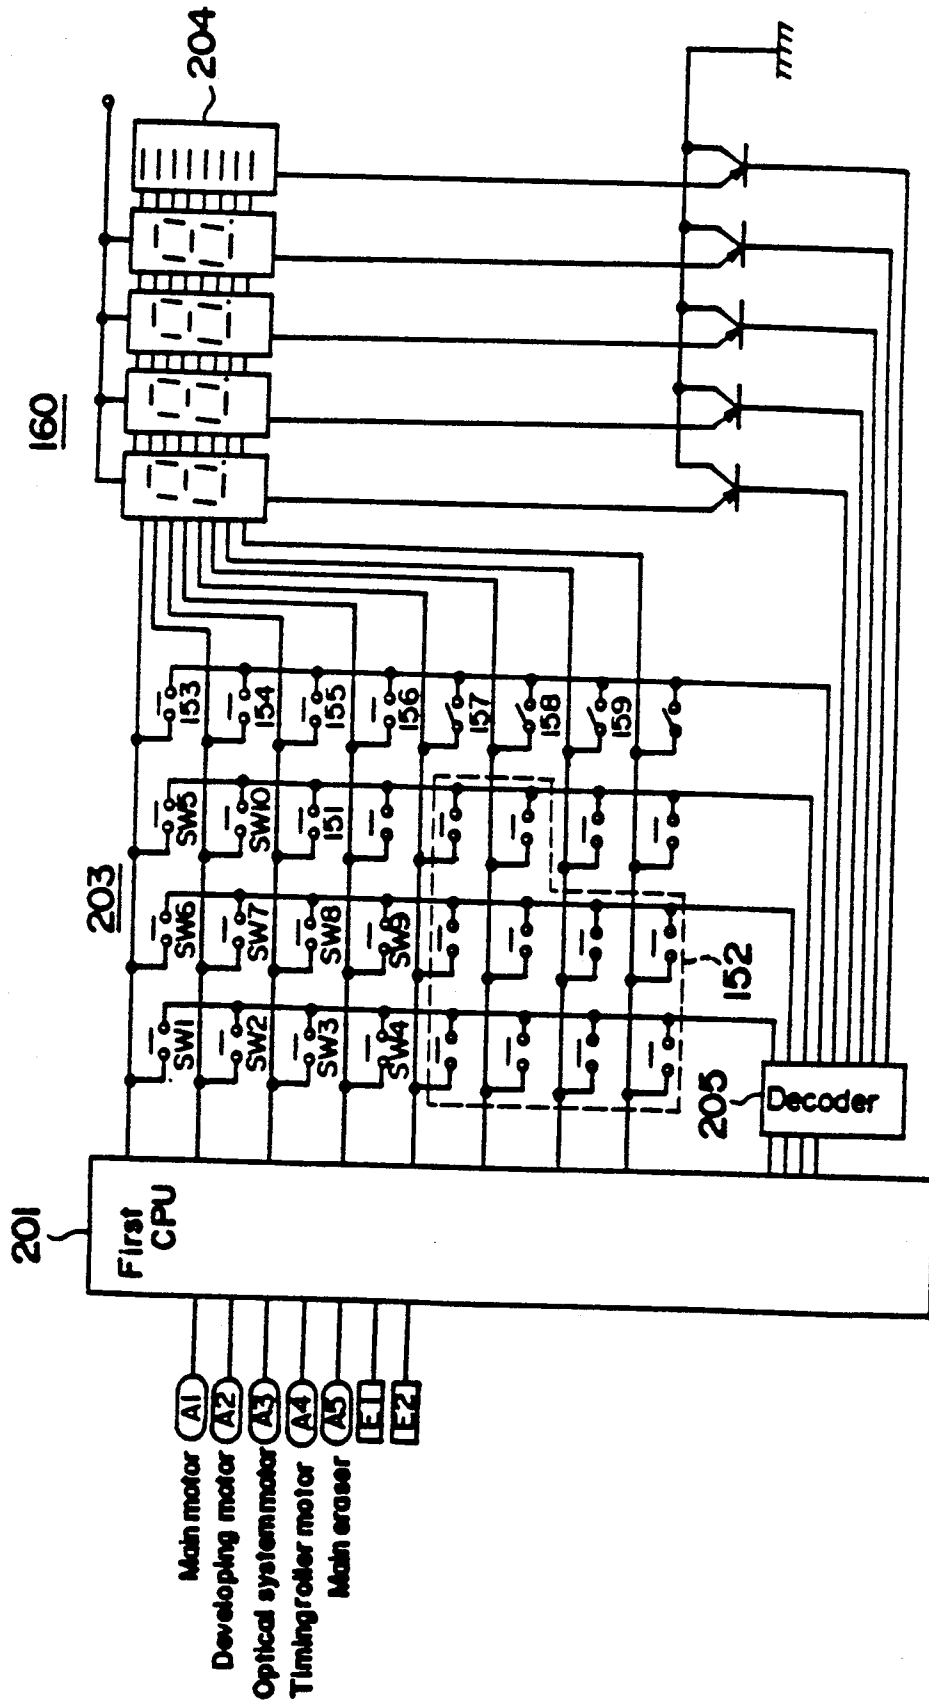 201
First
CPU
Main motor A1
Developing motor A2
Optical system motor A3
Timing roller motor A4
Main eraser A5
E1
E2
203
SW1
SW2
SW3
SW4
SW6
SW7
SW8
SW9
SW5
SW10
151
153
154
155
156
157
158
159
152
205
Decoder
160
204